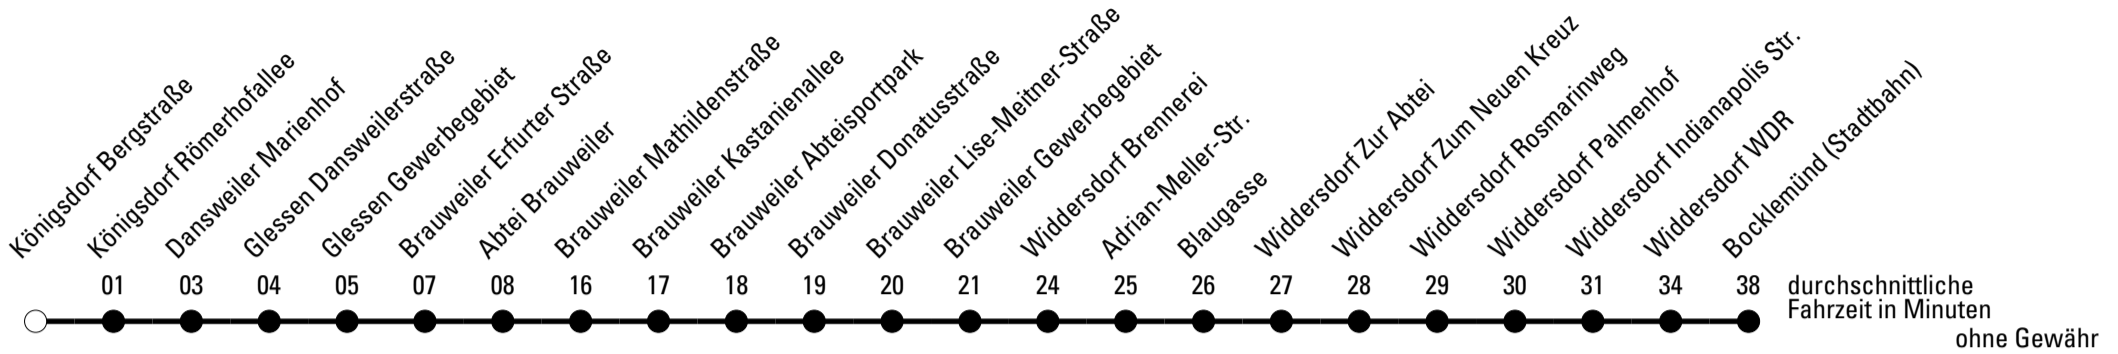 Königsdorf Bergstraße
Königsdorf Römerhofallee
Dansweiler Marienhof
Glessen Dansweilerstraße
Glessen Gewerbegebiet
Brauweiler Erfurter Straße
Abtei Brauweiler
Brauweiler Mathildenstraße
Brauweiler Kastanienallee
Brauweiler Abteisportpark
Brauweiler Donatusstraße
Brauweiler Lise-Meitner-Straße
Brauweiler Gewerbegebiet
Widdersdorf Brennerei
Adrian-Meller-Str.
Blaugasse
Widdersdorf Zur Abtei
Widdersdorf Zum Neuen Kreuz
Widdersdorf Rosmarinweg
Widdersdorf Palmenhof
Widdersdorf Indianapolis Str.
Widdersdorf WDR
Bocklemünd (Stadtbahn)
01 03 04 05 07 08 16 17 18 19 20 21 24 25 26 27 28 29 30 31 34 38
durchschnittliche
Fahrzeit in Minuten
ohne Gewähr